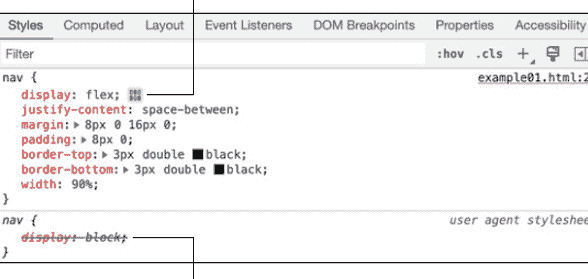 Styles Computed Layout Event Listeners DOM Breakpoints Properties Accessibility
Filter :hov .cls +
nav { example01.html:2
display: flex;
justify-content: space-between;
margin: 8px 0 16px 0;
padding: 8px 0;
border-top: 3px double black;
border-bottom: 3px double black;
width: 90%;
}
nav { user agent styleshee
display: block;
}